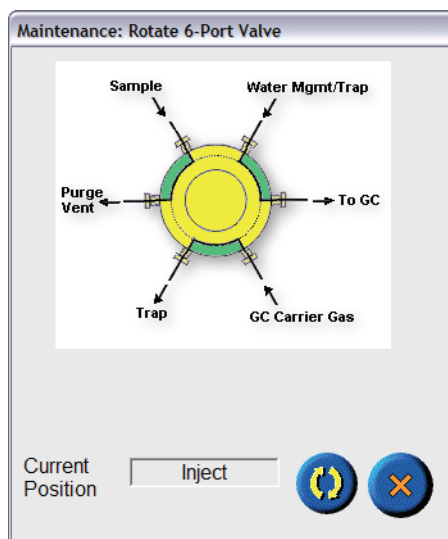 Maintenance: Rotate 6-Port Valve
Sample
Water Mgmt/Trap
Purge
Vent
To GC
Trap
GC Carrier Gas
Current
Position
Inject